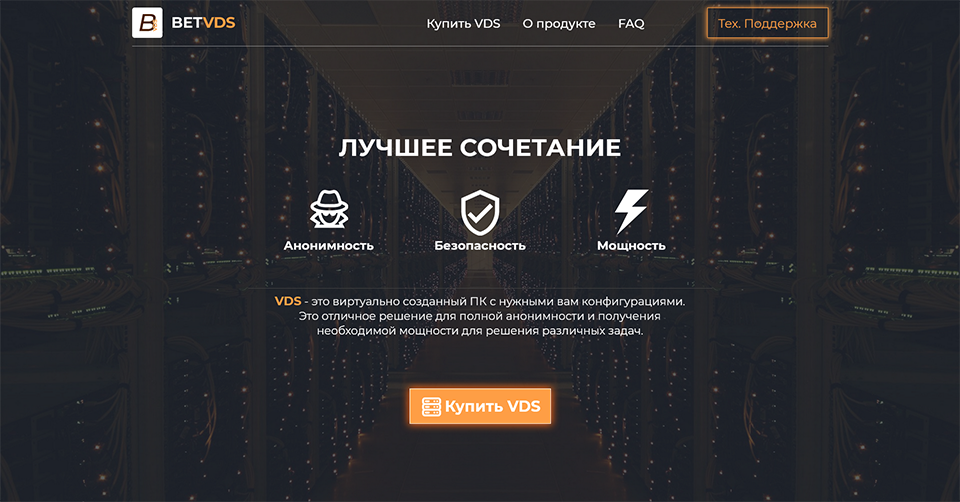 B
BETVDS
Купить VDS
О продукте
FAQ
Тех. Поддержка
ЛУЧШЕЕ СОЧЕТАНИЕ
Анонимность
Безопасность
Мощность
VDS - это виртуально созданный ПК с нужными вам конфигурациями.
Это отличное решение для полной анонимности и получения
необходимой мощности для решения различных задач.
Купить VDS